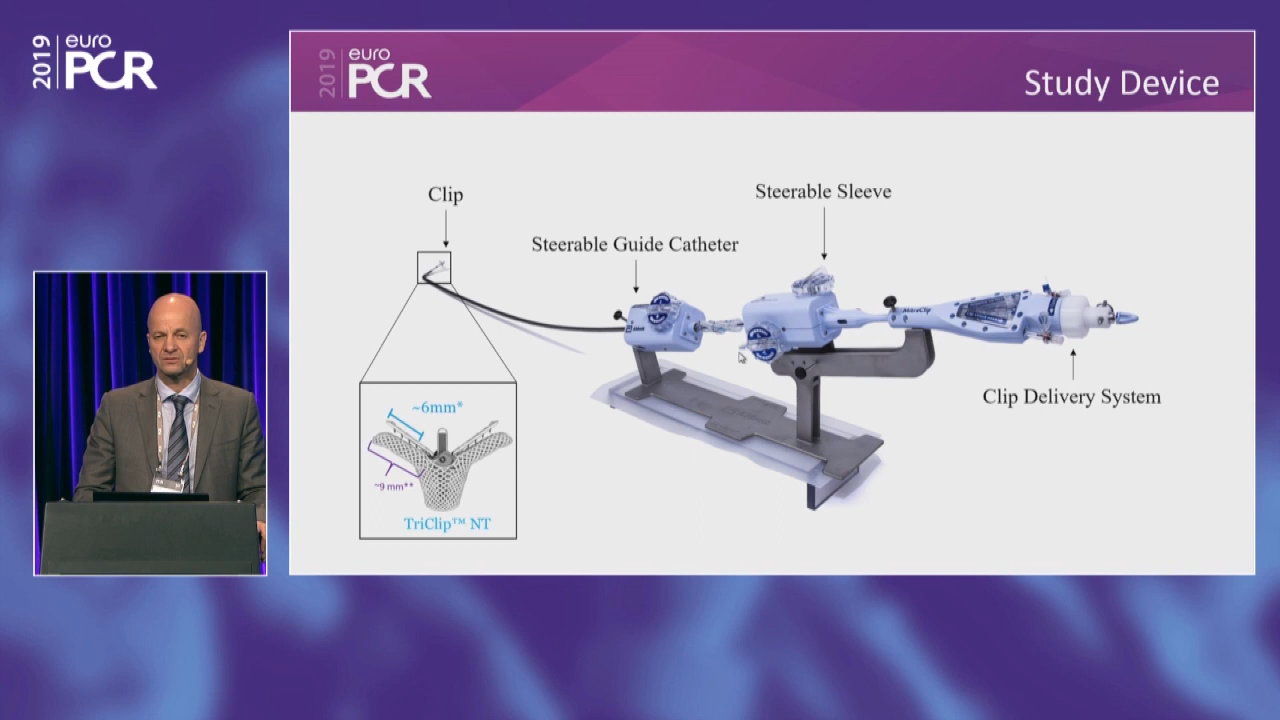 2019 euro PCR
2019 euro PCR
Study Device
Clip
Steerable Sleeve
Steerable Guide Catheter
MitraClip
Clip Delivery System
~6mm*
~9 mm**
TriClip™ NT